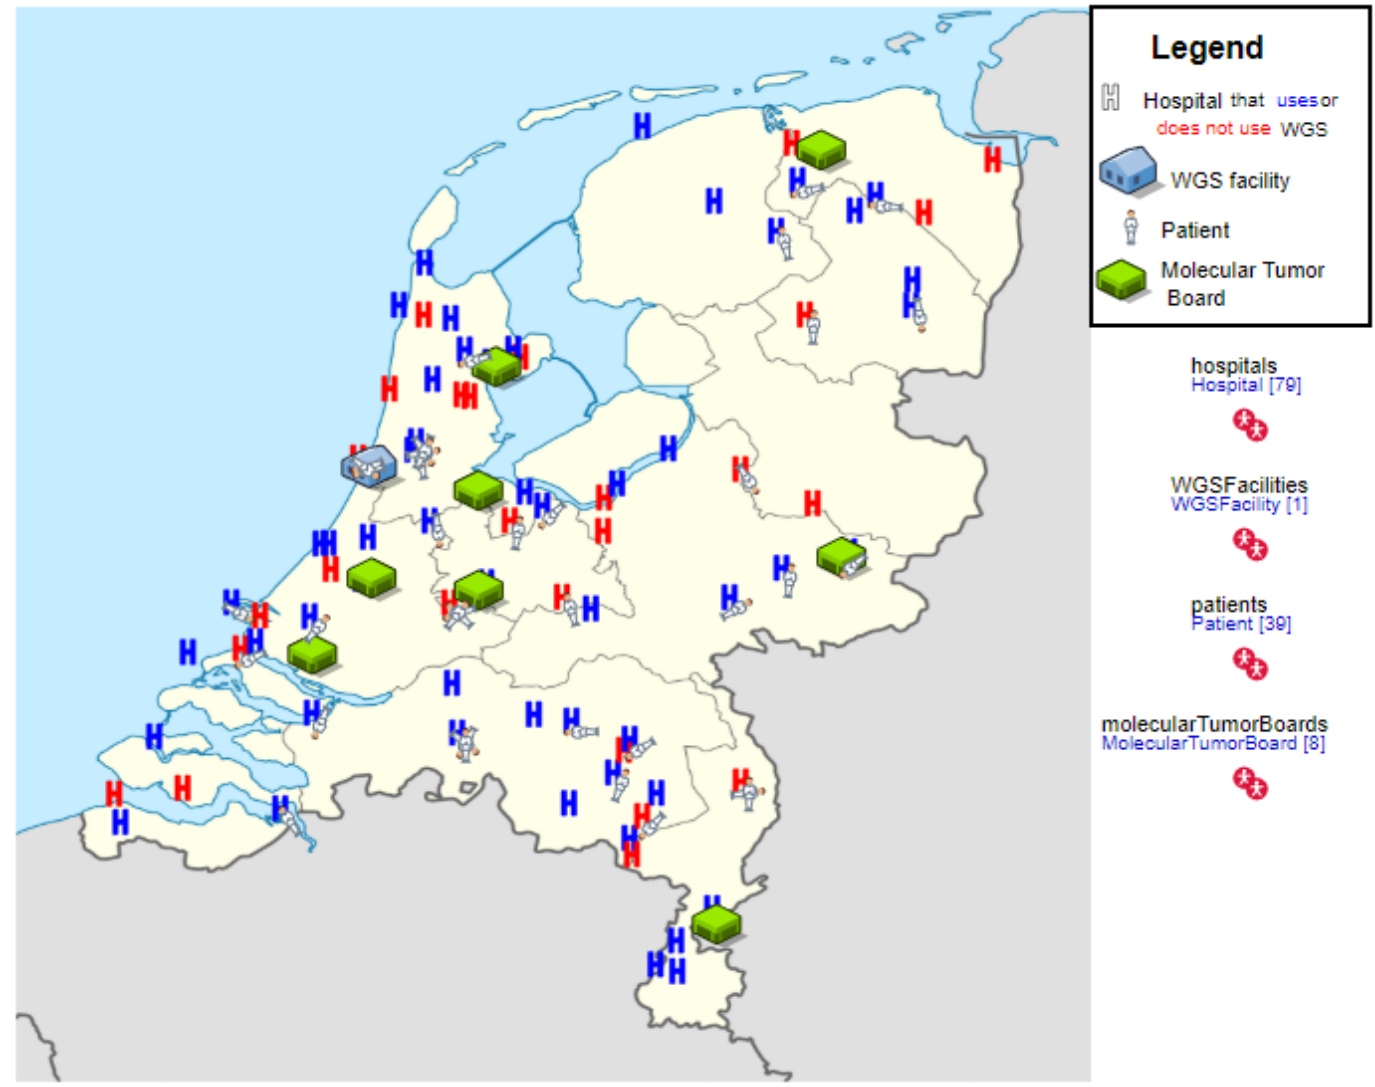 Legend
Hospital that uses or
does not use WGS
WGS facility
Patient
Molecular Tumor
Board
hospitals
Hospital [79]
WGSFacilities
WGSFacility [1]
patients
Patient [39]
molecularTumorBoards
MolecularTumorBoard [8]